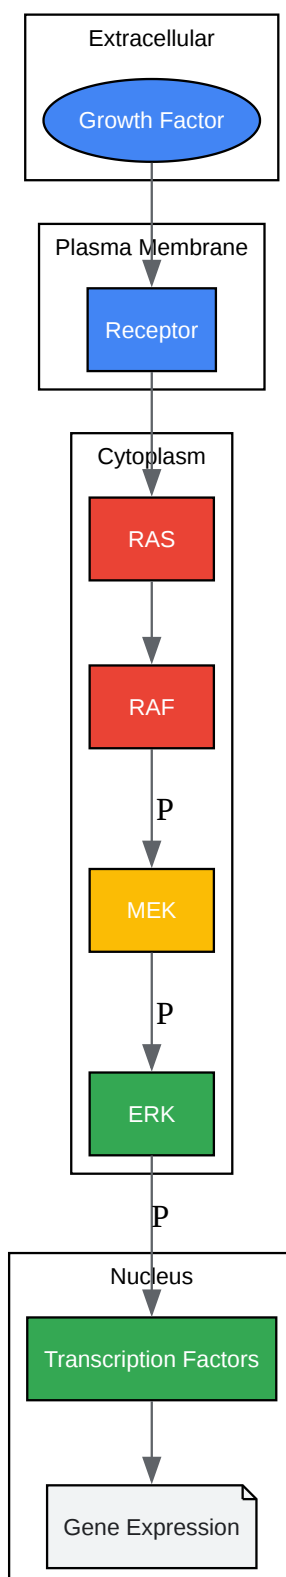 Extracellular
Growth Factor
Plasma Membrane
Receptor
Cytoplasm
RAS
RAF
P
MEK
P
ERK
P
Nucleus
Transcription Factors
Gene Expression